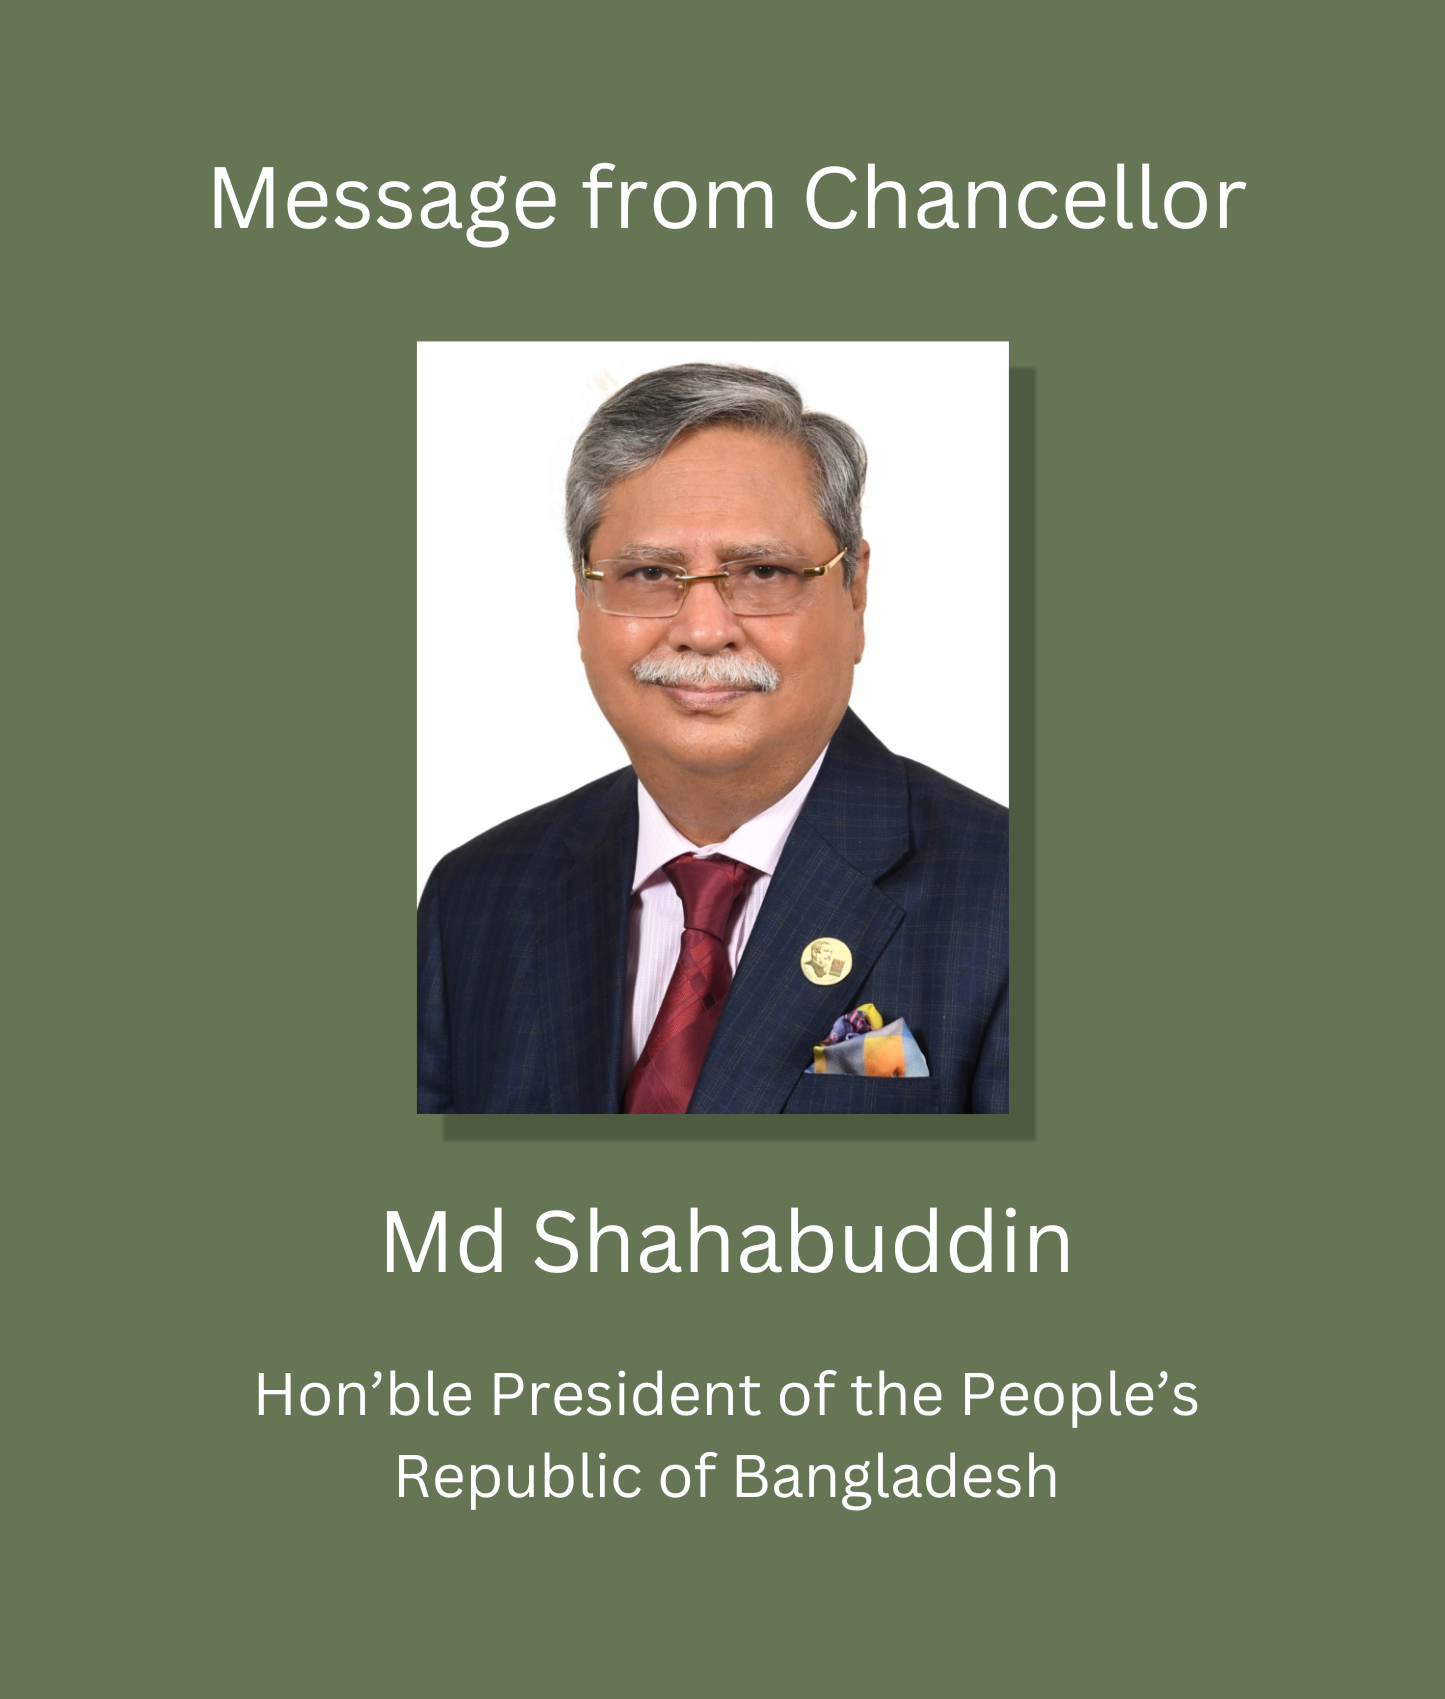 Message from Chancellor
Md Shahabuddin
Hon’ble President of the People’s
Republic of Bangladesh